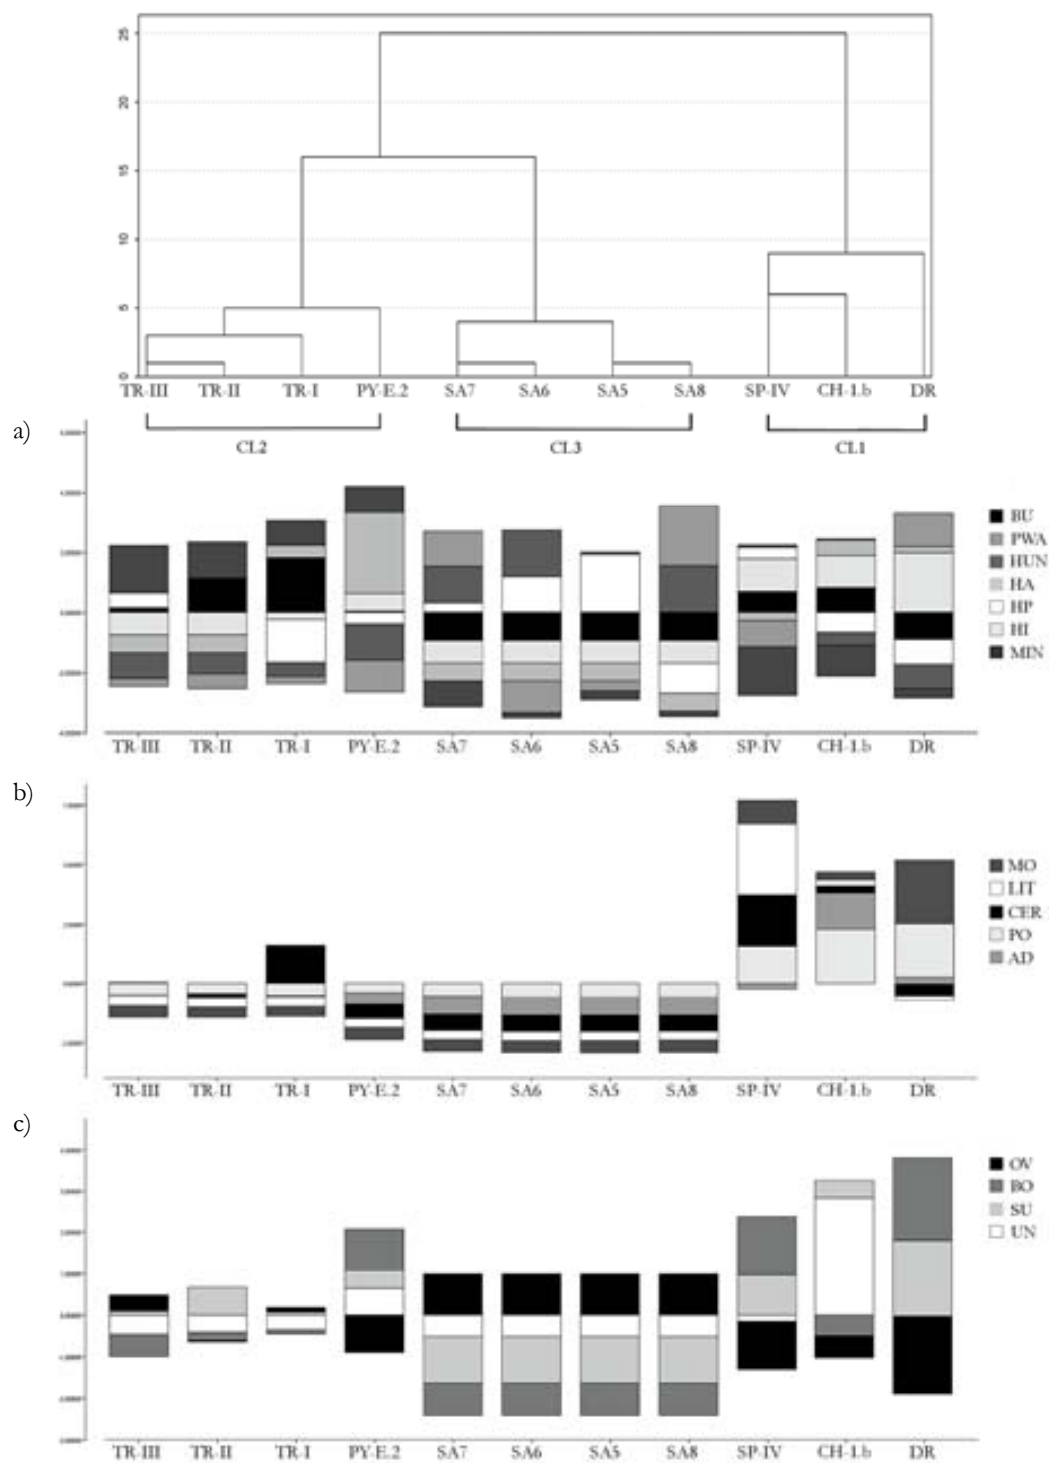 25
20
15
10
5
0
TR-III TR-II TR-I PY-E.2 SA7 SA6 SA5 SA8 SP-IV CH-1.b DR
CL2 CL3 CL1
a)
BU
PWA
HUN
HA
HP
HI
MIN
TR-III TR-II TR-I PY-E.2 SA7 SA6 SA5 SA8 SP-IV CH-1.b DR
b)
MO
LIT
CER
PO
AD
TR-III TR-II TR-I PY-E.2 SA7 SA6 SA5 SA8 SP-IV CH-1.b DR
c)
OV
BO
SU
UN
TR-III TR-II TR-I PY-E.2 SA7 SA6 SA5 SA8 SP-IV CH-1.b DR